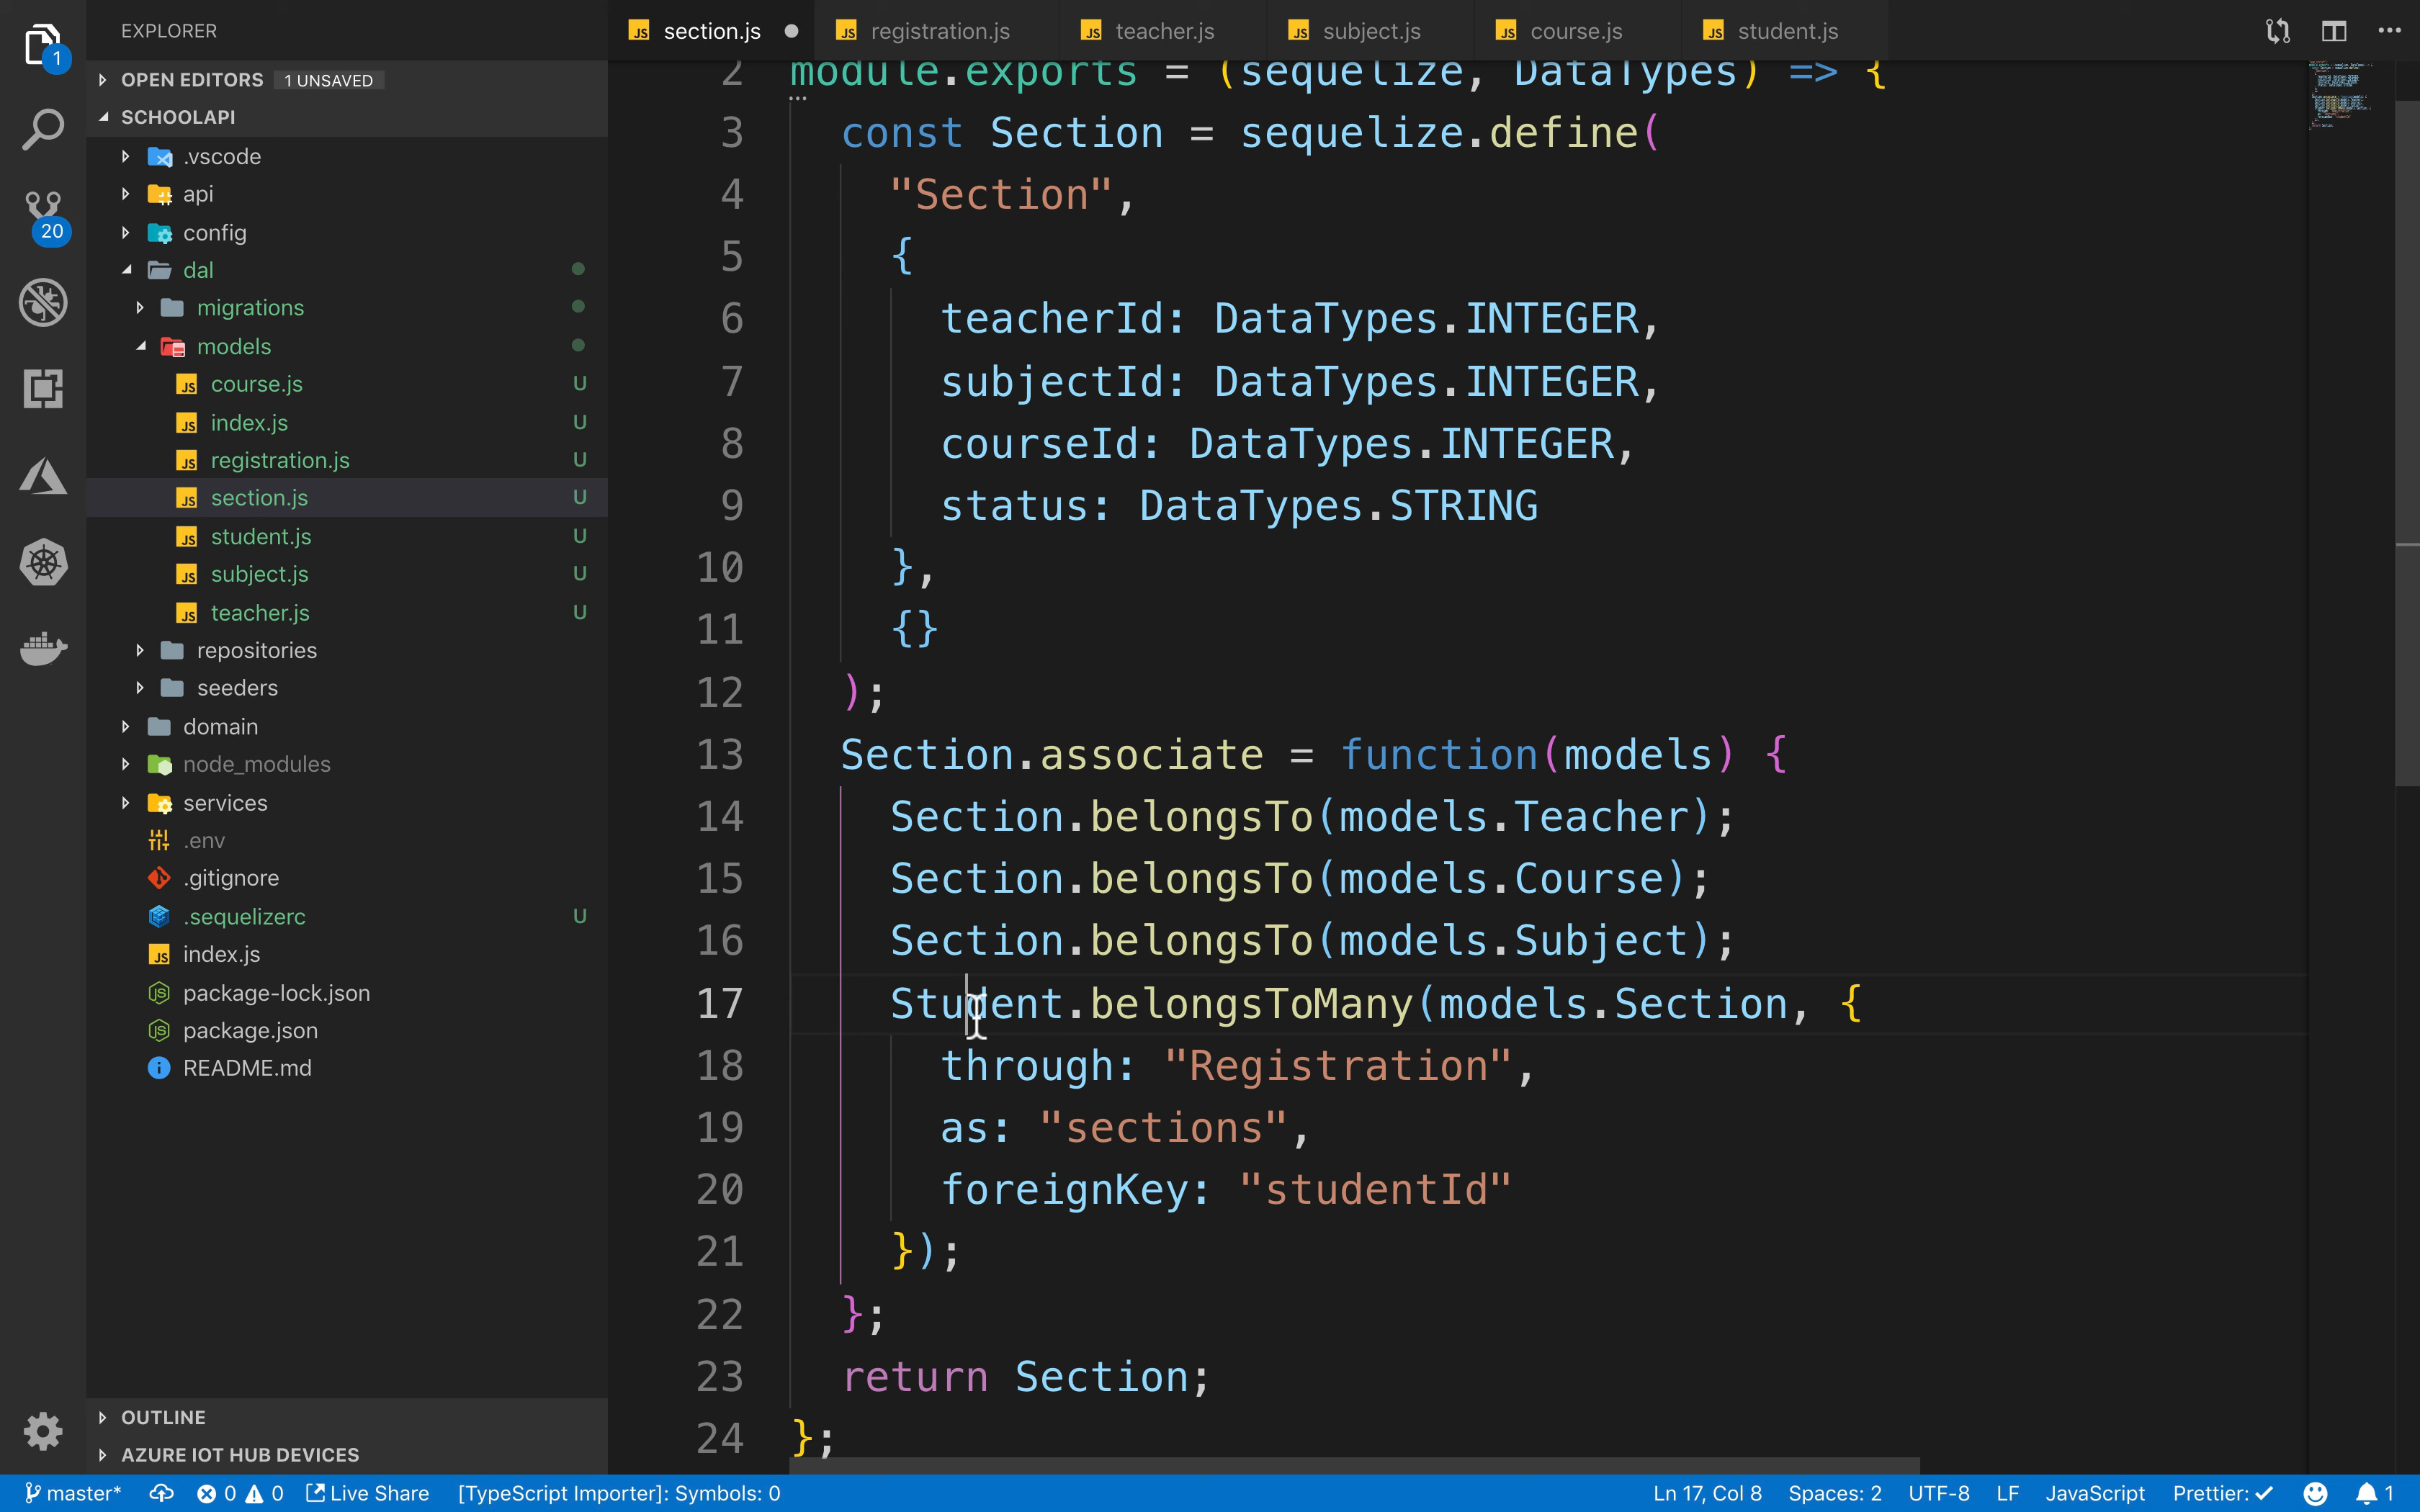 EXPLORER
OPEN EDITORS 1 UNSAVED
SCHOOLAPI
.vscode
api
config
dal
migrations
models
course.js U
index.js U
registration.js U
section.js U
student.js U
subject.js U
teacher.js U
repositories
seeders
domain
node_modules
services
.env
.gitignore
.sequelizerc U
index.js
package-lock.json
package.json
README.md
OUTLINE
AZURE IOT HUB DEVICES
1
20
JS section.js
JS registration.js
JS teacher.js
JS subject.js
JS course.js
JS student.js
2 module.exports = (sequelize, DataTypes) => {
3 const Section = sequelize.define(
4 "Section",
5 {
6 teacherId: DataTypes.INTEGER,
7 subjectId: DataTypes.INTEGER,
8 courseId: DataTypes.INTEGER,
9 status: DataTypes.STRING
10 },
11 {}
12 );
13 Section.associate = function(models) {
14 Section.belongsTo(models.Teacher);
15 Section.belongsTo(models.Course);
16 Section.belongsTo(models.Subject);
17 Student.belongsToMany(models.Section, {
18 through: "Registration",
19 as: "sections",
20 foreignKey: "studentId"
21 });
22 };
23 return Section;
24 };
master* 0 0 Live Share [TypeScript Importer]: Symbols: 0 Ln 17, Col 8 Spaces: 2 UTF-8 LF JavaScript Prettier: ✓ 1